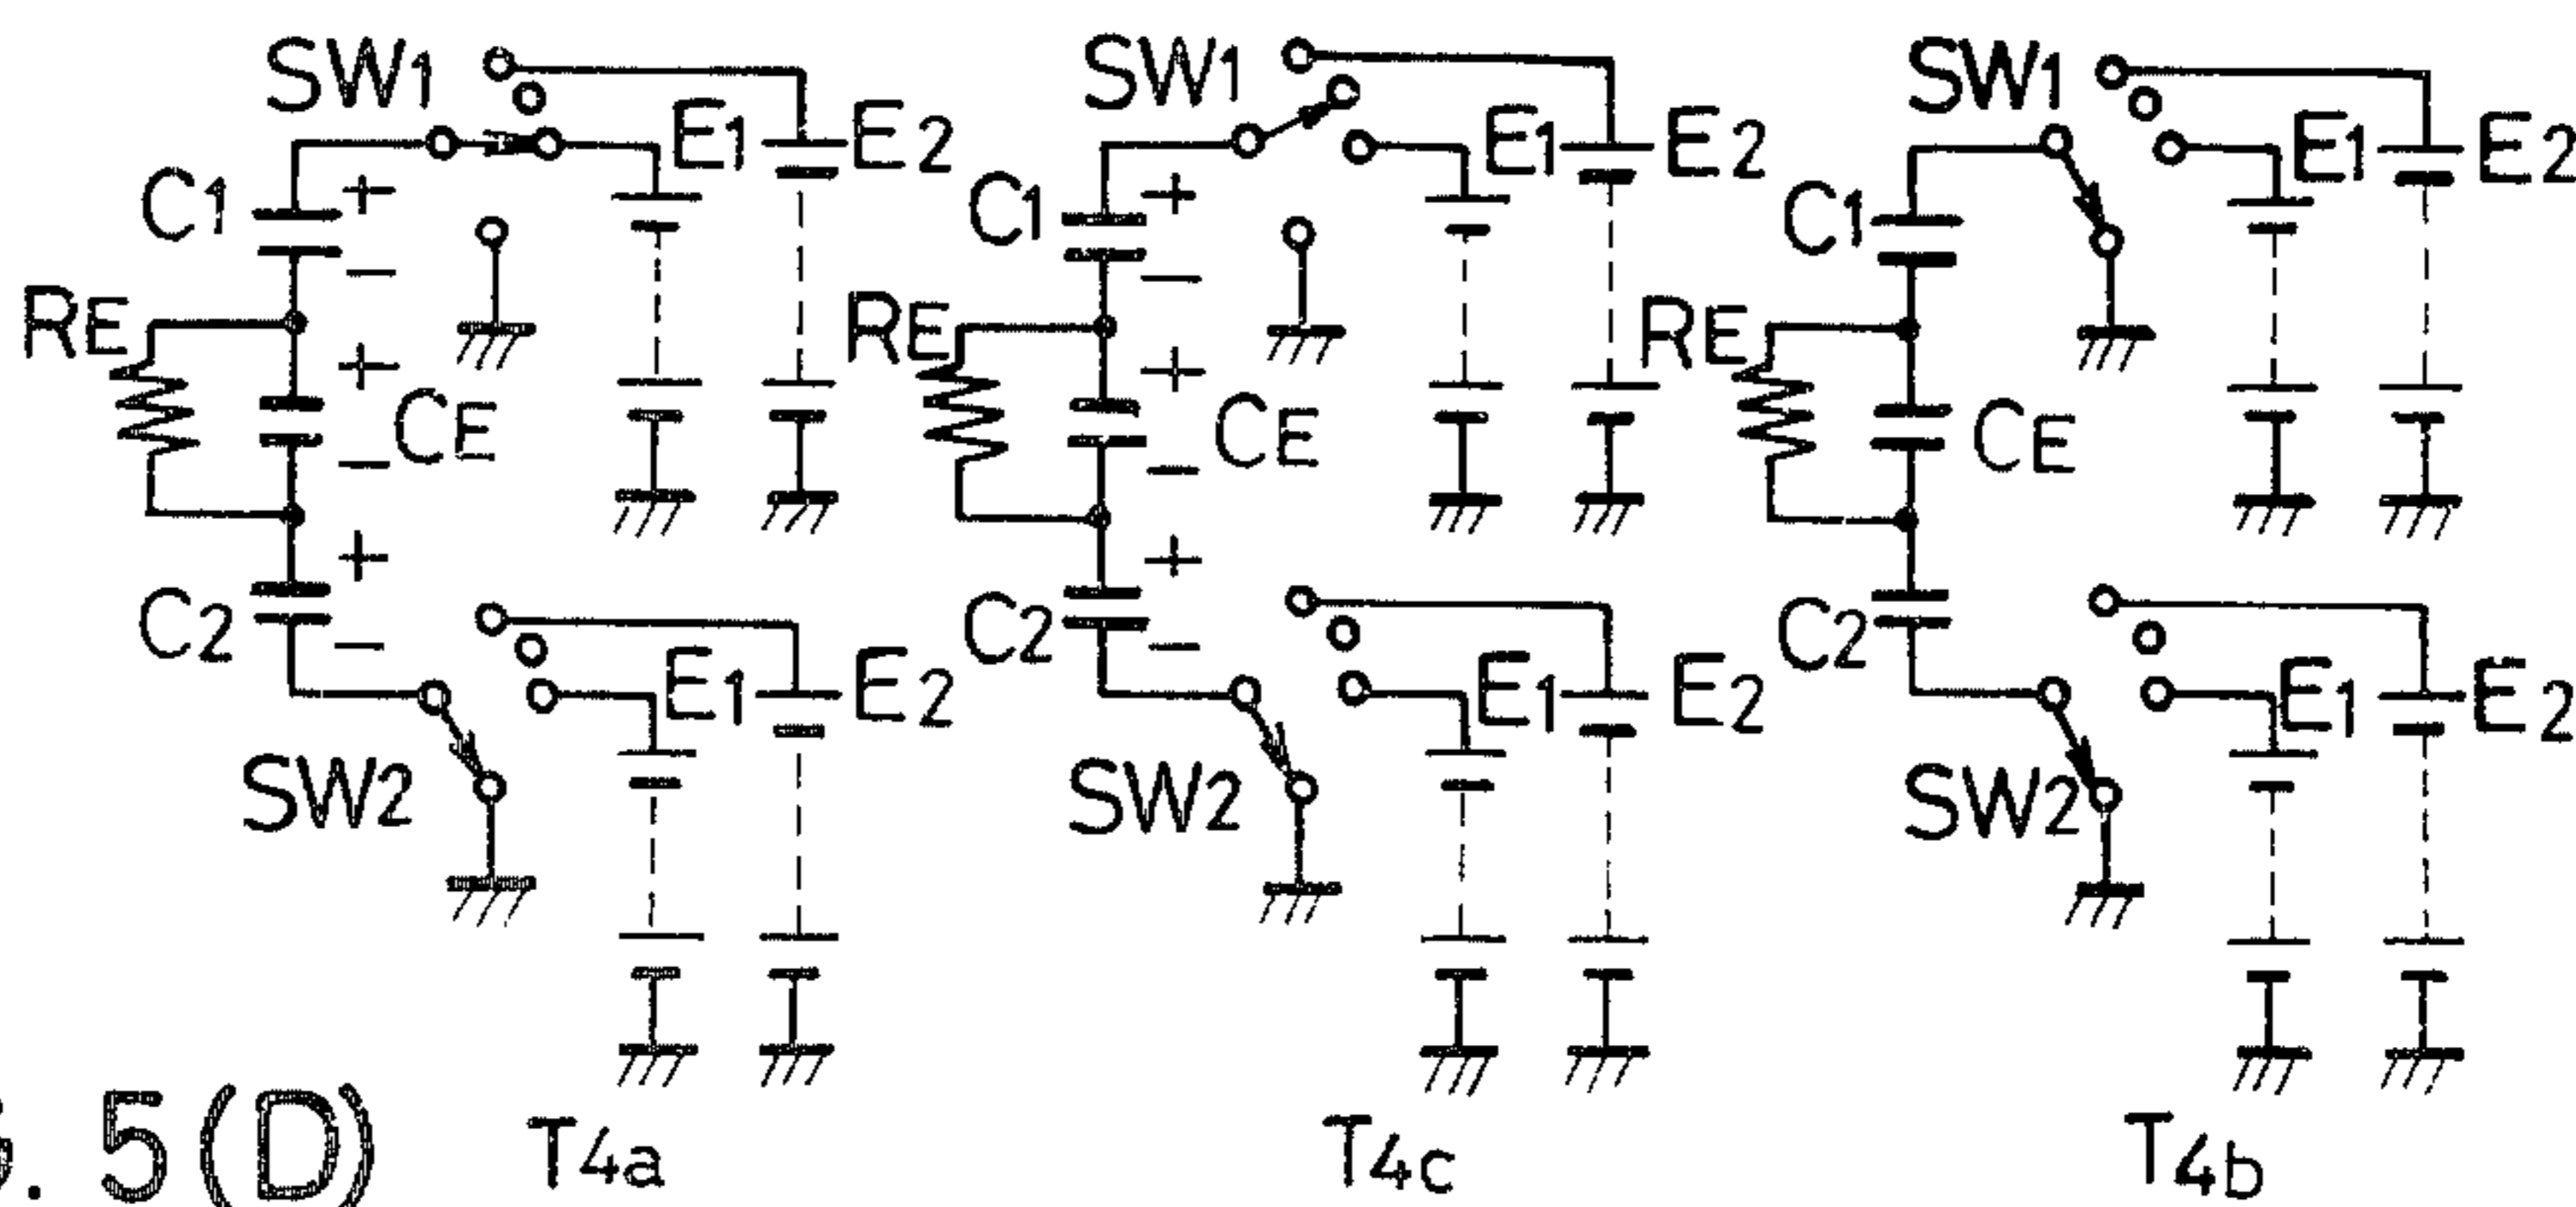 SW1 E1 E2
C1 + −
RE + − CE
C2 + −
E1 E2
SW2
SW1 E1 E2
C1 + −
RE + − CE
C2 + −
E1 E2
SW2
SW1 E1 E2
C1
RE CE
C2
E1 E2
SW2
. 5 (D) T4a T4c T4b